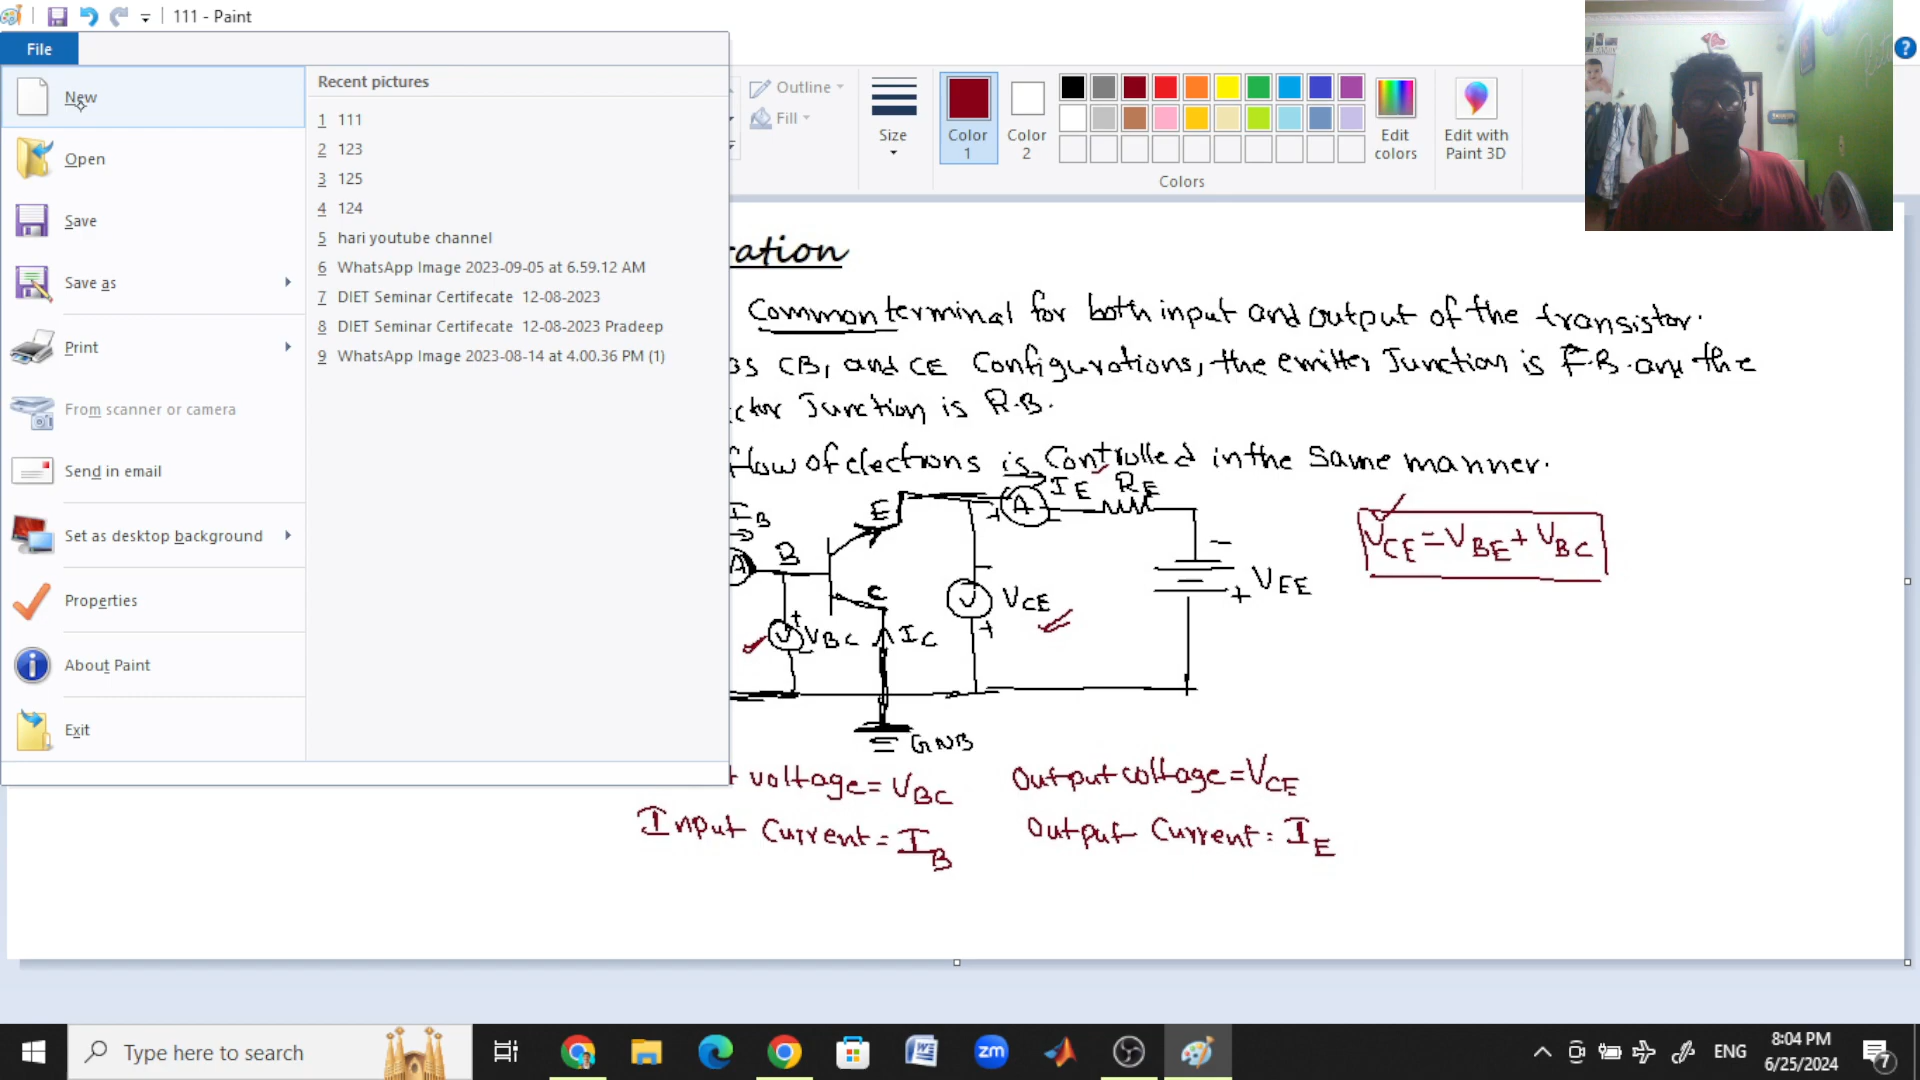 111 - Paint
File
New
Open
Save
Save as
Print
From scanner or camera
Send in email
Set as desktop background
Properties
About Paint
Exit
Recent pictures
1 111
2 123
3 125
4 124
5 hari youtube channel
6 WhatsApp Image 2023-09-05 at 6.59.12 AM
7 DIET Seminar Certifecate 12-08-2023
8 DIET Seminar Certifecate 12-08-2023 Pradeep
9 WhatsApp Image 2023-08-14 at 4.00.36 PM (1)
Outline
Fill
Size
Color 1
Color 2
Edit colors
Edit with Paint 3D
Colors
ration
Common terminal for both input and output of the transistor.
as CB, and CE Configurations, the emitter Junction is F.B. and the
ctor Junction is R.B.
flow of electrons is Controlled in the Same manner.
IB
A
B
E
C
+
V
VBC
-
IC
A
+
-
IE
RE
-
V
+
VCE
-
+
VEE
GND
VCE = VBE + VBC
t voltage = VBC
Output voltage = VCE
Input Current = IB
Output Current : IE
Type here to search
zm
ENG
8:04 PM
6/25/2024
7